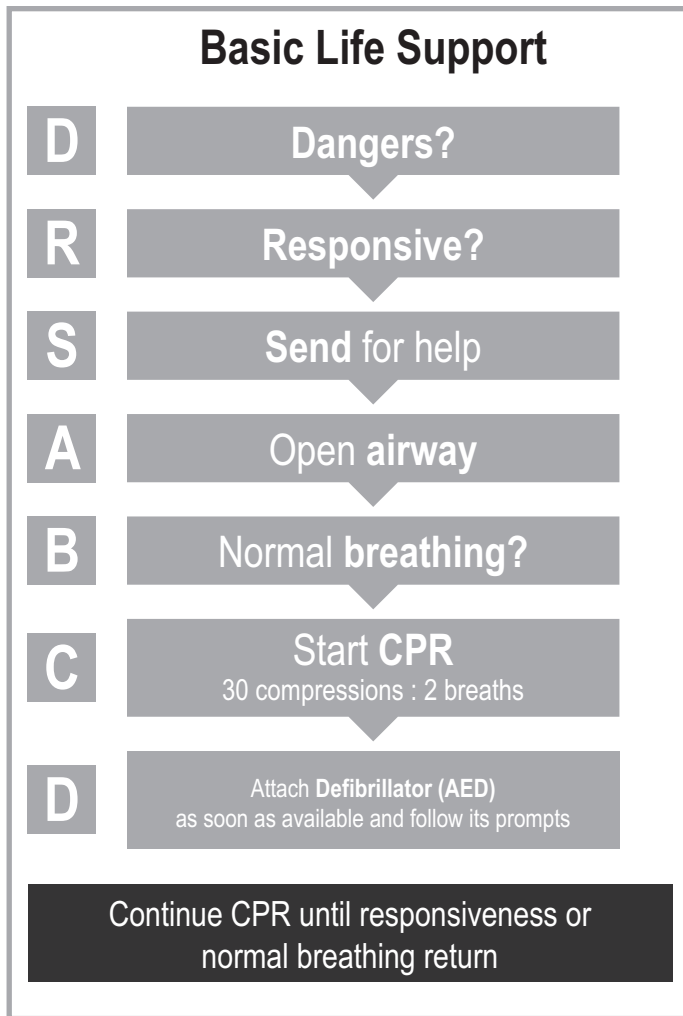 Basic Life Support
D
Dangers?
R
Responsive?
S
Send for help
A
Open airway
B
Normal breathing?
C
Start CPR
30 compressions : 2 breaths
D
Attach Defibrillator (AED)
as soon as available and follow its prompts
Continue CPR until responsiveness or
normal breathing return